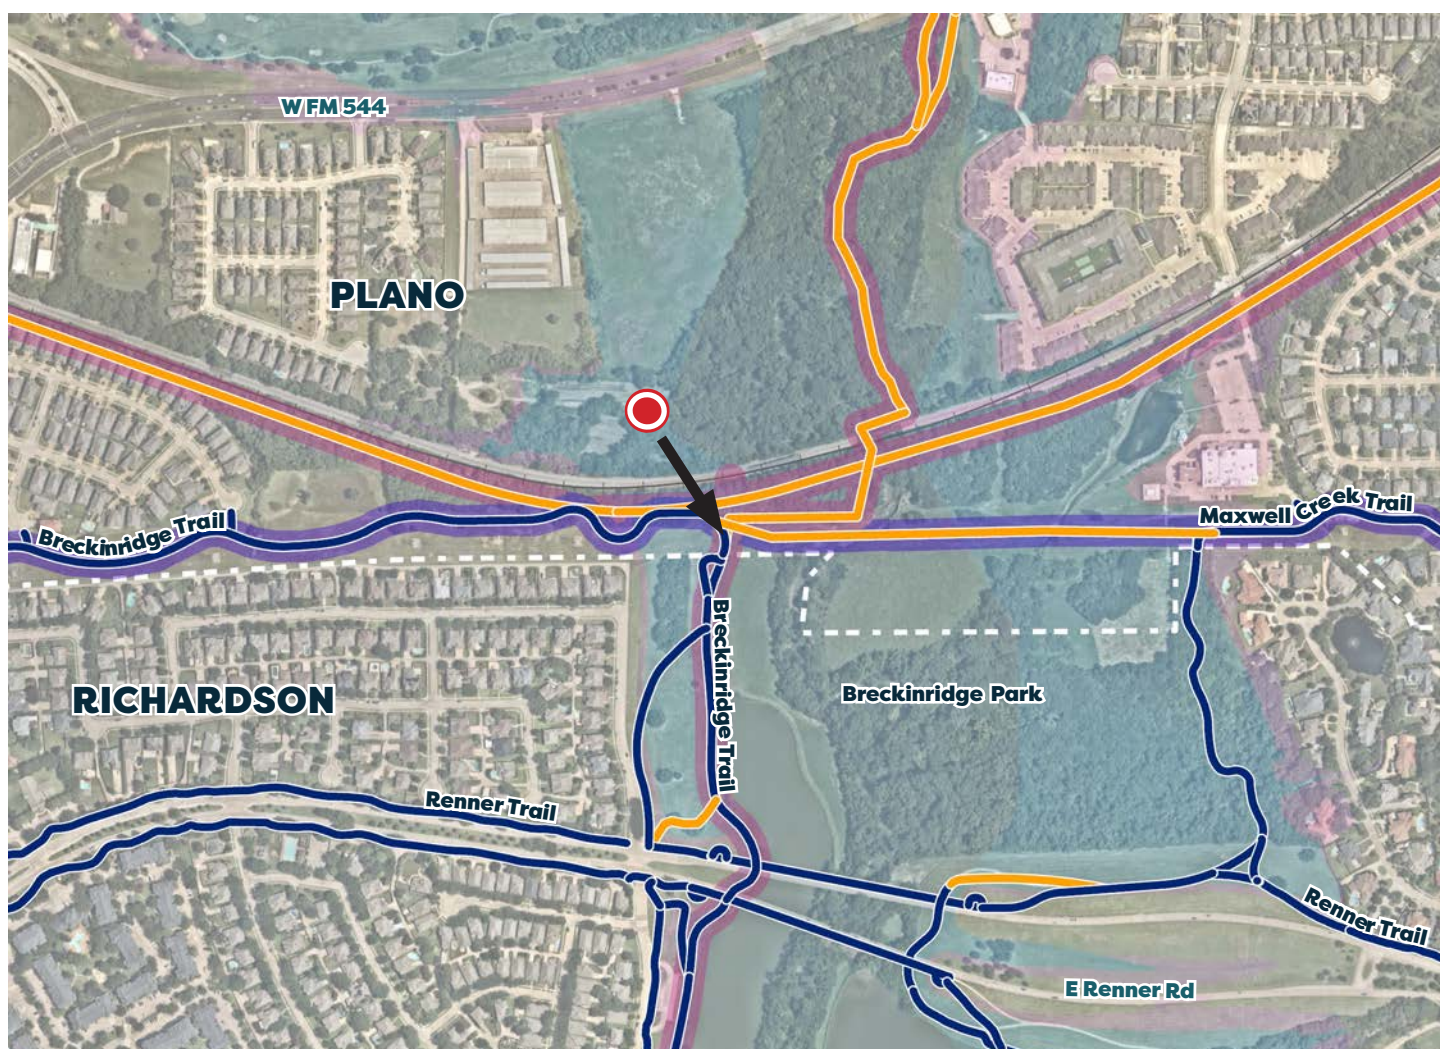 W FM 544
PLANO
Breckinridge Trail
Maxwell Creek Trail
Breckinridge Trail
RICHARDSON
Breckinridge Park
Renner Trail
Renner Trail
E Renner Rd